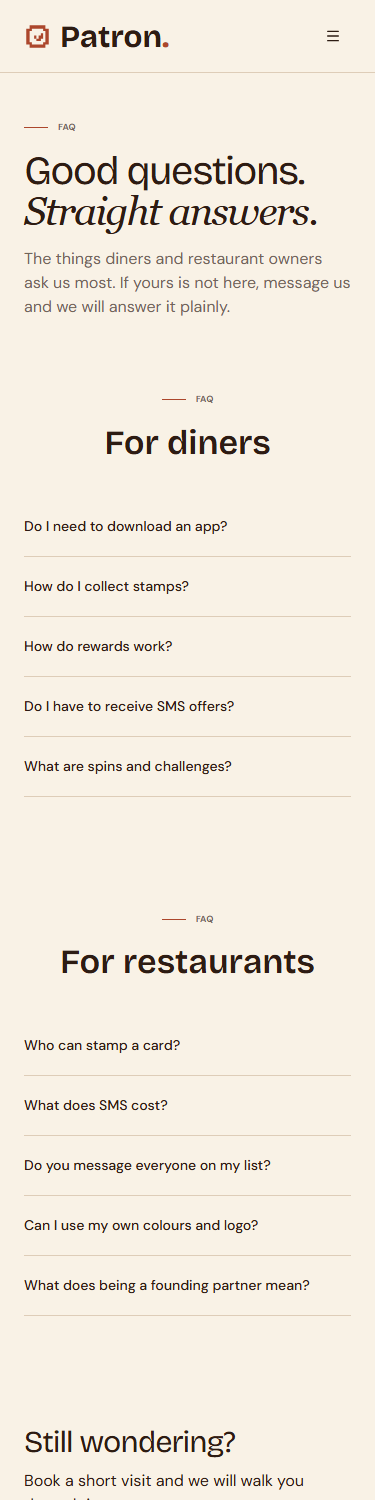 Patron.
FAQ
Good questions.
Straight answers.
The things diners and restaurant owners
ask us most. If yours is not here, message us
and we will answer it plainly.
FAQ
For diners
Do I need to download an app?
How do I collect stamps?
How do rewards work?
Do I have to receive SMS offers?
What are spins and challenges?
FAQ
For restaurants
Who can stamp a card?
What does SMS cost?
Do you message everyone on my list?
Can I use my own colours and logo?
What does being a founding partner mean?
Still wondering?
Book a short visit and we will walk you